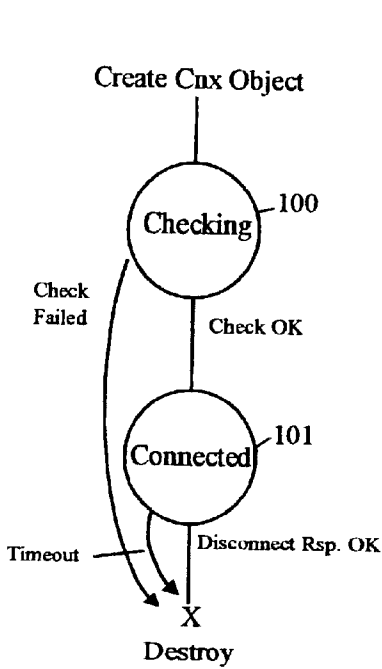 Create Cnx Object
100
Checking
Check
Failed
Check OK
101
Connected
Disconnect Rsp. OK
Timeout
X
Destroy